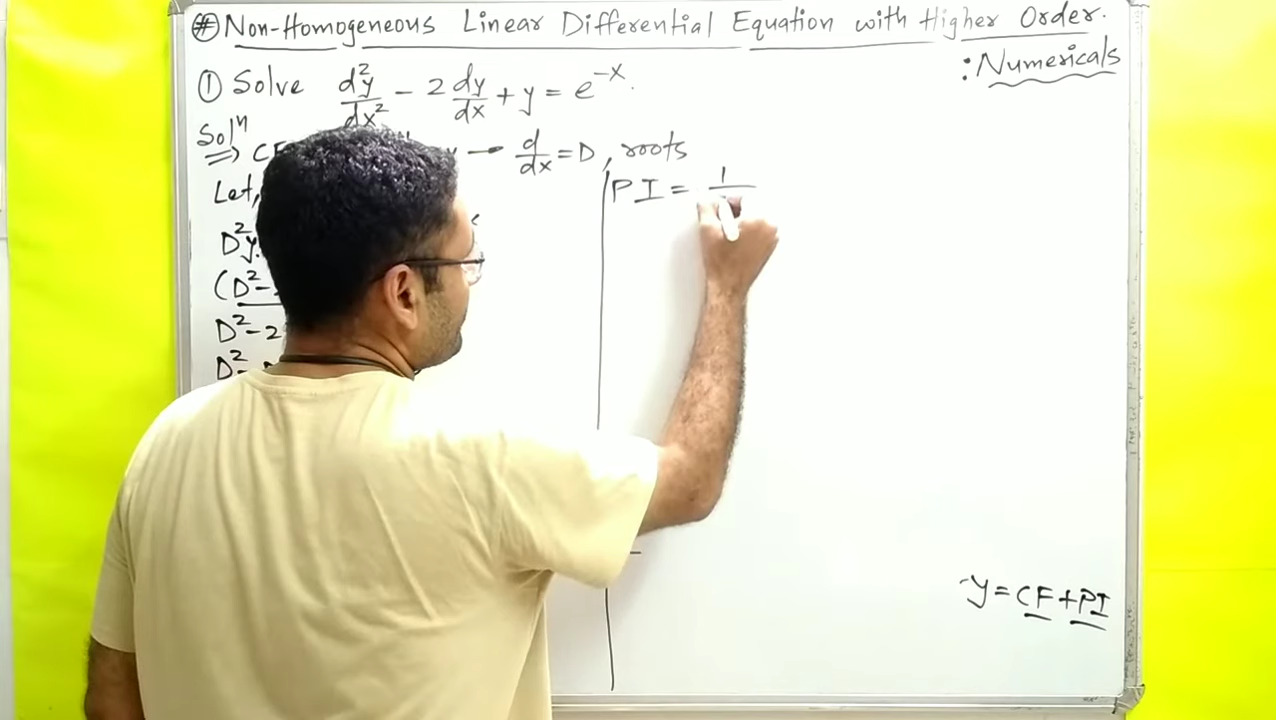 # Non-Homogeneous Linear Differential Equation with Higher Order.
: Numericals
① Solve d²y/dx² − 2 dy/dx + y = e^−x.
Solⁿ
⇒ CF d/dx = D, roots
Let,
D²y
(D²−
D²−2
D²−
PI = 1/
y = CF + PI